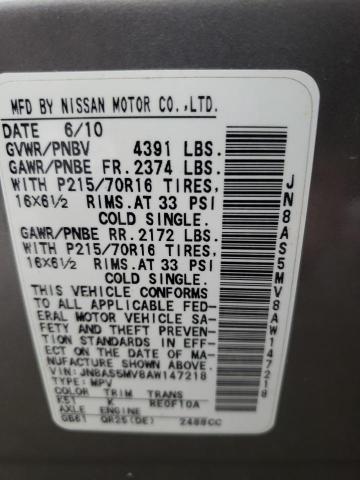 MFD BY NISSAN MOTOR CO.,LTD.
DATE 6/10
GVWR/PNBV 4391 LBS.
GAWR/PNBE FR. 2374 LBS.
WITH P215/70R16 TIRES,
16X6½ RIMS. AT 33 PSI
COLD SINGLE.
GAWR/PNBE RR. 2172 LBS.
WITH P215/70R16 TIRES,
16X6½ RIMS. AT 33 PSI
COLD SINGLE.
THIS VEHICLE CONFORMS
TO ALL APPLICABLE FED-
ERAL MOTOR VEHICLE SA-
FETY AND THEFT PREVEN-
TION STANDARDS IN EFF-
ECT ON THE DATE OF MA-
NUFACTURE SHOWN ABOVE.
VIN: JN8AS5MV8AW147218
TYPE: MPV
COLOR TRIM TRANS
K51 K RE0F10A
AXLE ENGINE
GB61 QR25(DE) 2488CC
JN8AS5MV8AW147218